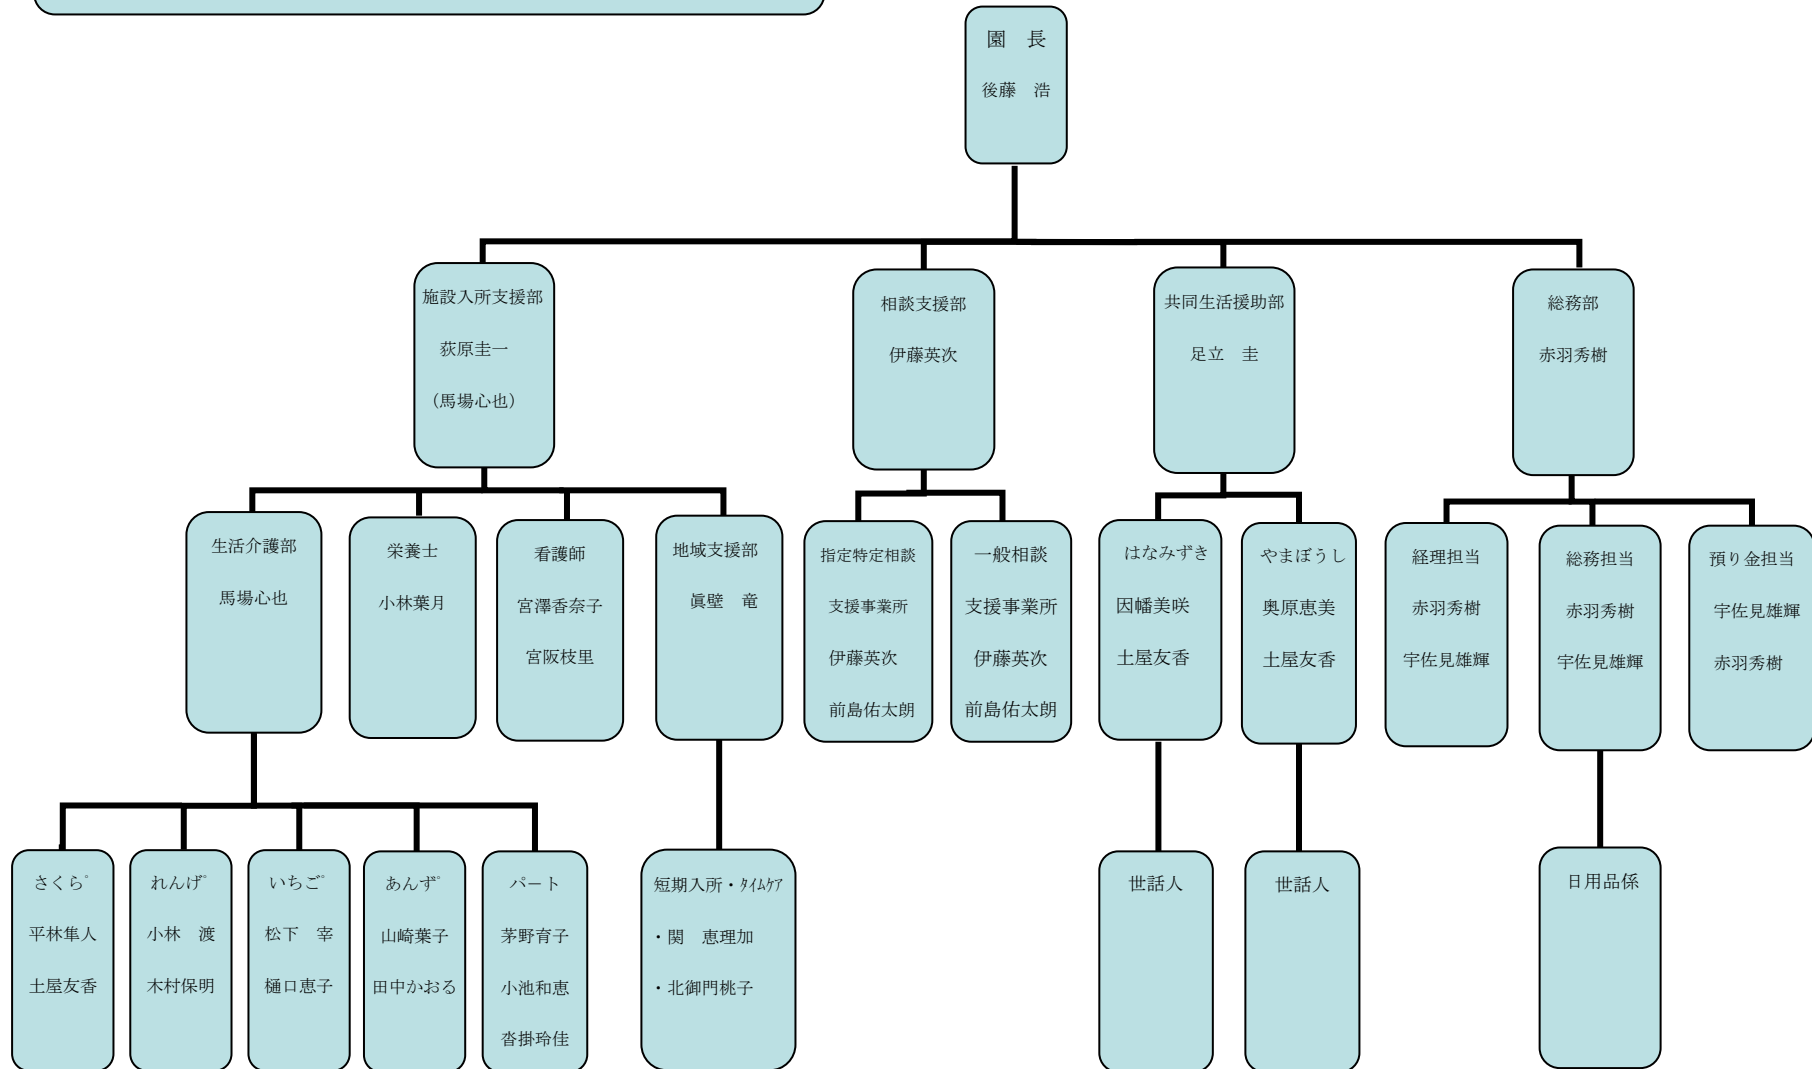 園　長
後藤　浩
施設入所支援部
荻原圭一
（馬場心也）
相談支援部
伊藤英次
共同生活援助部
足立　圭
総務部
赤羽秀樹
生活介護部
馬場心也
栄養士
小林葉月
看護師
宮澤香奈子
宮阪枝里
地域支援部
眞壁　竜
指定特定相談
支援事業所
伊藤英次
前島佑太朗
一般相談
支援事業所
伊藤英次
前島佑太朗
はなみずき
因幡美咲
土屋友香
やまぼうし
奥原恵美
土屋友香
経理担当
赤羽秀樹
宇佐見雄輝
総務担当
赤羽秀樹
宇佐見雄輝
預り金担当
宇佐見雄輝
赤羽秀樹
さくら゜
平林隼人
土屋友香
れんげ゜
小林　渡
木村保明
いちご゜
松下　宰
樋口恵子
あんず゜
山崎葉子
田中かおる
パート
茅野育子
小池和恵
沓掛玲佳
短期入所・ﾀｲﾑｹｱ
・関　恵理加
・北御門桃子
世話人
世話人
日用品係